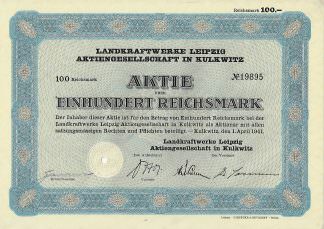 Reichsmark 100.—
LANDKRAFTWERKE LEIPZIG
AKTIENGESELLSCHAFT IN KULKWITZ
100 Reichsmark
№19895
AKTIE
ÜBER
EINHUNDERT REICHSMARK
Der Inhaber dieser Aktie ist für den Betrag von Einhundert Reichsmark bei der
Landkraftwerke Leipzig Aktiengesellschaft in Kulkwitz als Aktionär mit allen
satzungsmässigen Rechten und Pflichten beteiligt. — Kulkwitz, den 1. April 1941.
Landkraftwerke Leipzig
Aktiengesellschaft in Kulkwitz
Der Vorstand